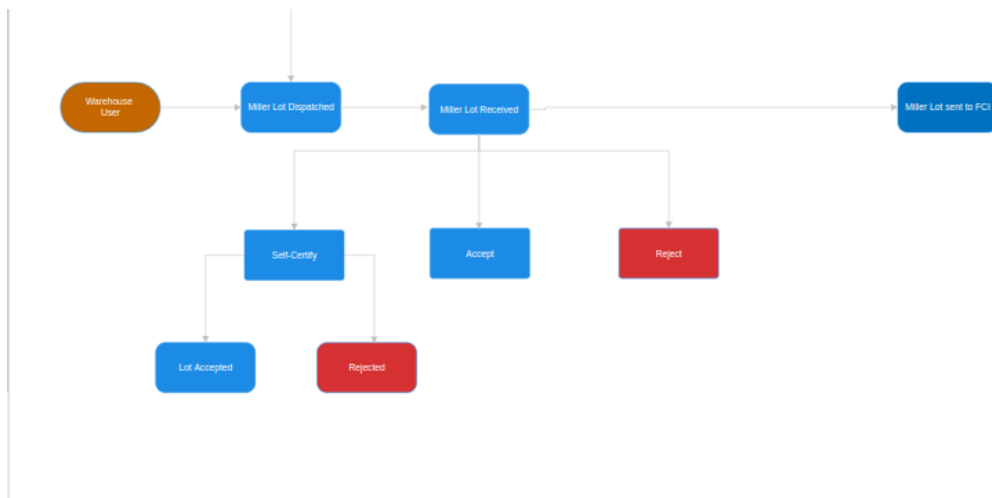 Warehouse
User
Miller Lot Dispatched
Miller Lot Received
Miller Lot sent to FCI
Self-Certify
Accept
Reject
Lot Accepted
Rejected